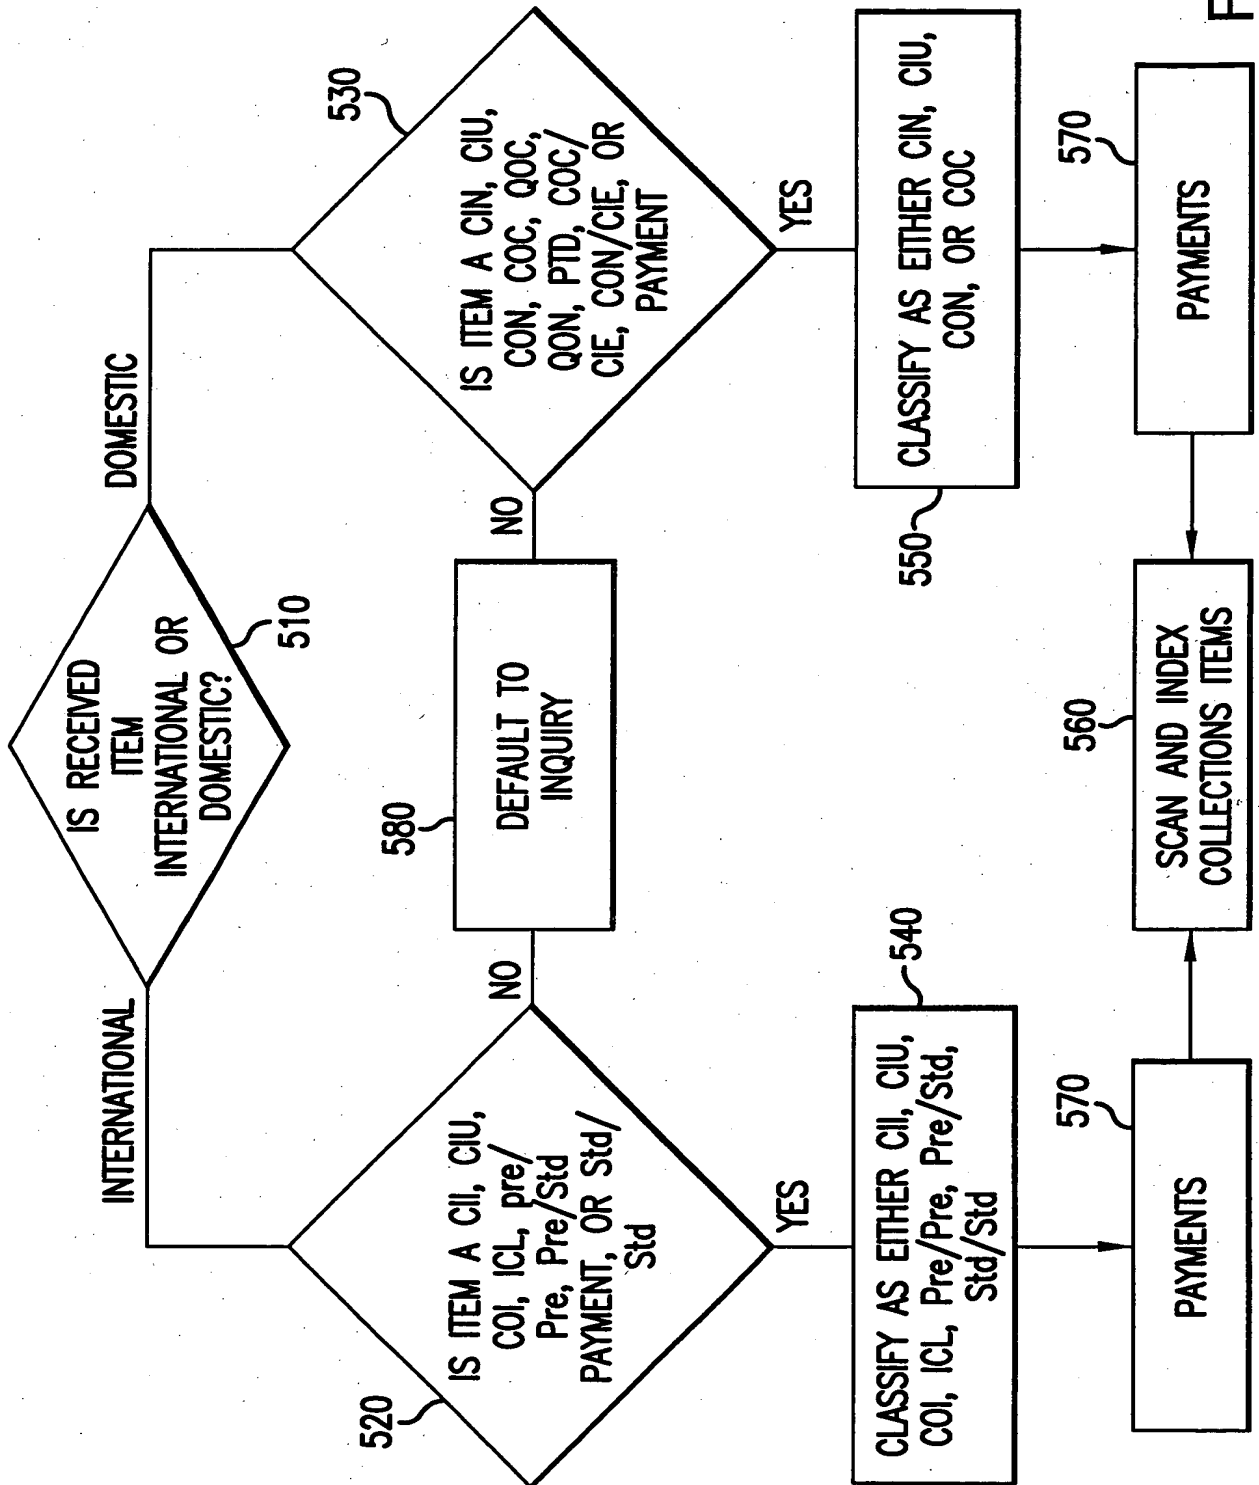 IS RECEIVED
ITEM
INTERNATIONAL OR
DOMESTIC?
510
INTERNATIONAL
DOMESTIC
IS ITEM A CII, CIU,
COI, ICL, pre/
Pre, Pre/Std
PAYMENT, OR Std/
Std
520
NO
YES
DEFAULT TO
INQUIRY
580
IS ITEM A CIN, CIU,
CON, COC, QOC,
QON, PTD, COC/
CIE, CON/CIE, OR
PAYMENT
530
NO
YES
CLASSIFY AS EITHER CII, CIU,
COI, ICL, Pre/Pre, Pre/Std,
Std/Std
540
CLASSIFY AS EITHER CIN, CIU,
CON, OR COC
550
PAYMENTS
570
SCAN AND INDEX
COLLECTIONS ITEMS
560
PAYMENTS
570